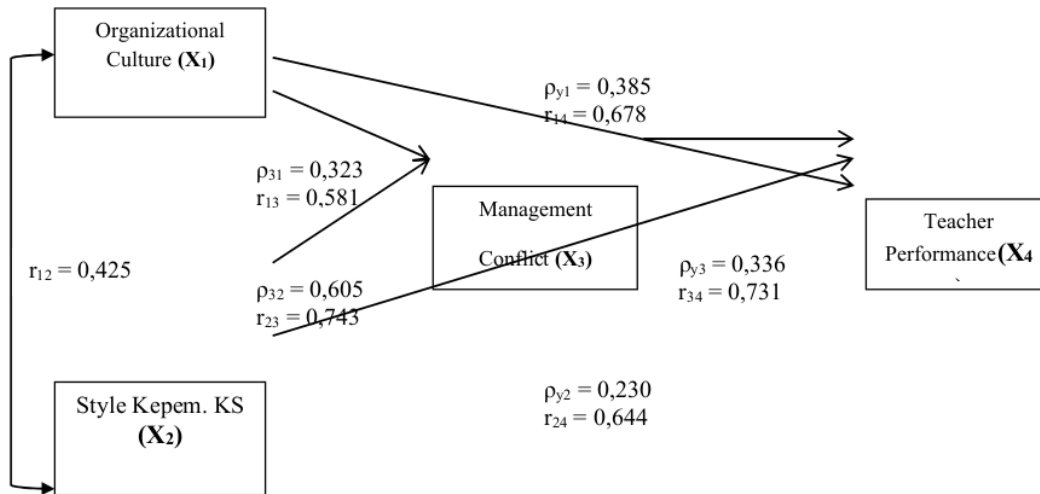 Organizational
Culture (X₁)
ρy1 = 0,385
r₁₄ = 0,678
ρ₃₁ = 0,323
r₁₃ = 0,581
Management
Conflict (X₃)
Teacher
Performance (X₄
r₁₂ = 0,425
ρ₃₂ = 0,605
r₂₃ = 0,743
ρy3 = 0,336
r₃₄ = 0,731
Style Kepem. KS
(X₂)
ρy2 = 0,230
r₂₄ = 0,644